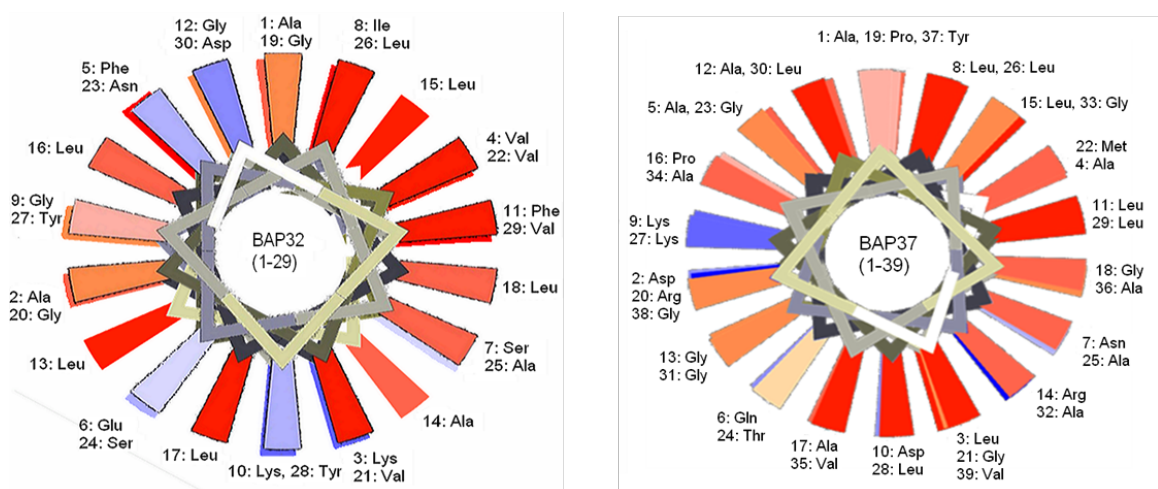 12: Gly
30: Asp
1: Ala
19: Gly
8: Ile
26: Leu
5: Phe
23: Asn
15: Leu
16: Leu
4: Val
22: Val
9: Gly
27: Tyr
BAP32
(1-29)
11: Phe
29: Val
2: Ala
20: Gly
18: Leu
13: Leu
7: Ser
25: Ala
6: Glu
24: Ser
14: Ala
17: Leu
10: Lys, 28: Tyr
3: Lys
21: Val
1: Ala, 19: Pro, 37: Tyr
12: Ala, 30: Leu
8: Leu, 26: Leu
5: Ala, 23: Gly
15: Leu, 33: Gly
16: Pro
34: Ala
22: Met
4: Ala
9: Lys
27: Lys
BAP37
(1-39)
11: Leu
29: Leu
2: Asp
20: Arg
38: Gly
18: Gly
36: Ala
13: Gly
31: Gly
7: Asn
25: Ala
6: Gln
24: Thr
14: Arg
32: Ala
17: Ala
35: Val
10: Asp
28: Leu
3: Leu
21: Gly
39: Val